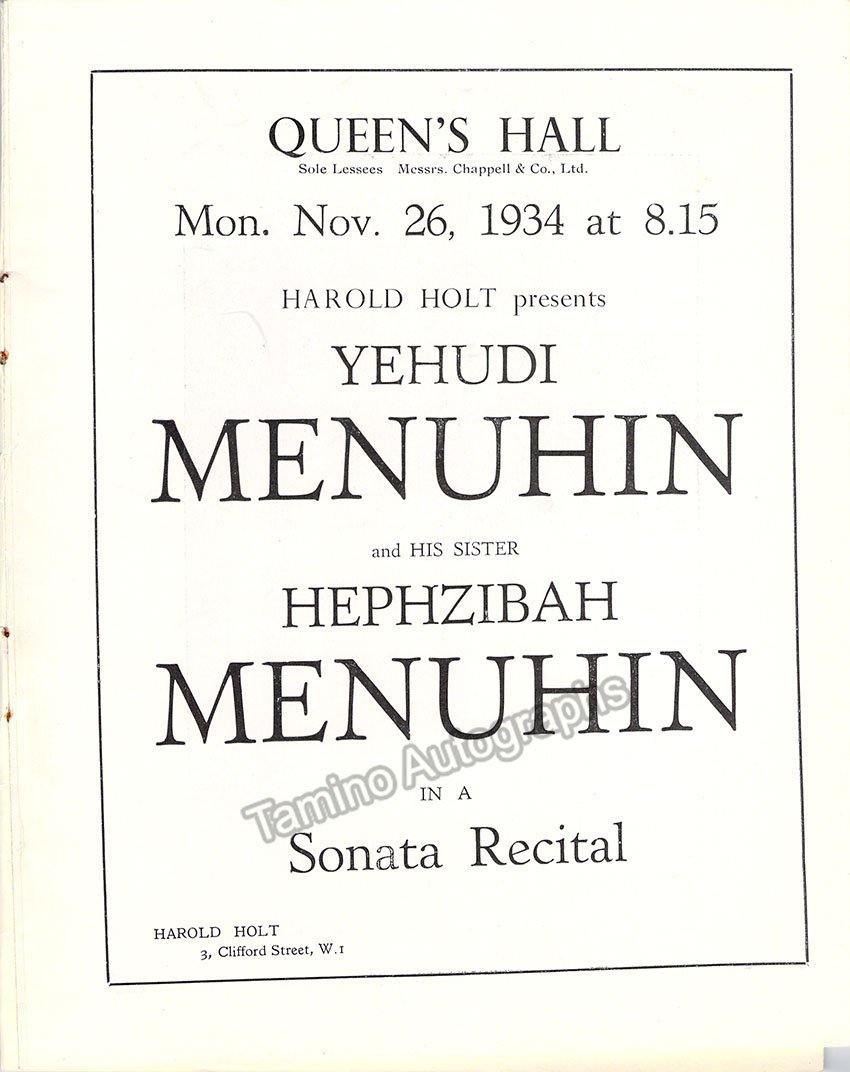 QUEEN'S HALL
Sole Lessees Messrs. Chappell & Co., Ltd.
Mon. Nov. 26, 1934 at 8.15
HAROLD HOLT presents
YEHUDI
MENUHIN
and HIS SISTER
HEPHZIBAH
MENUHIN
Tamino Autographs
IN A
Sonata Recital
HAROLD HOLT
3, Clifford Street, W.1